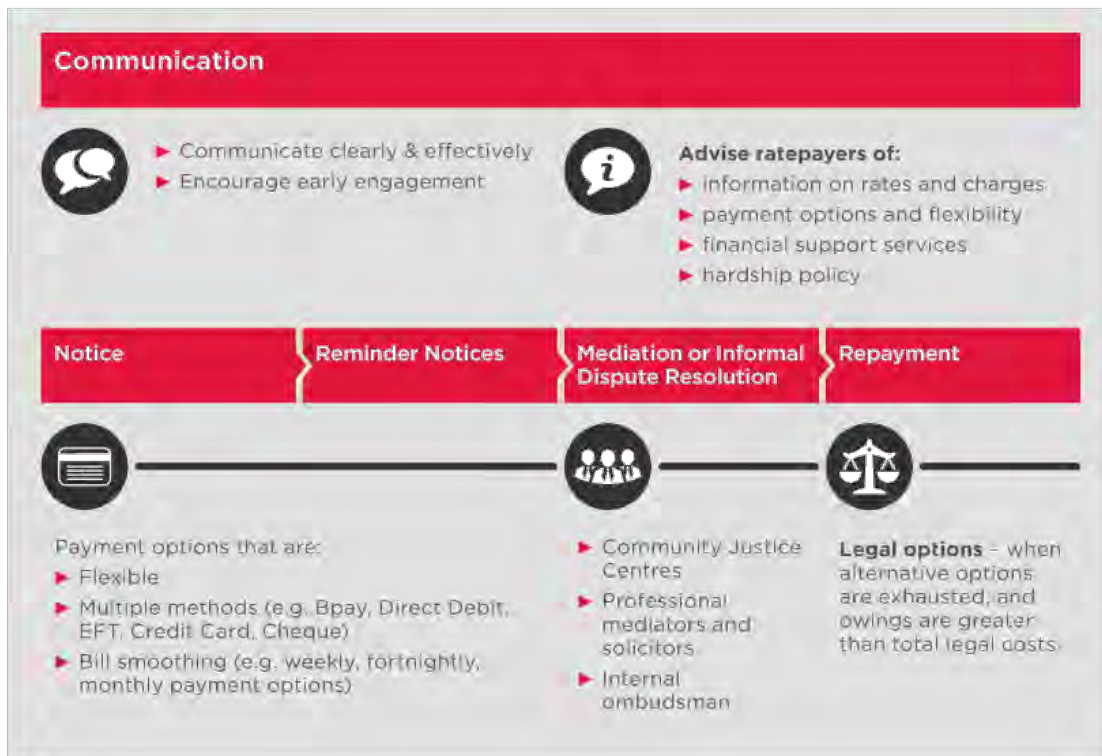 Communication
► Communicate clearly & effectively
► Encourage early engagement
i
Advise ratepayers of:
► information on rates and charges
► payment options and flexibility
► financial support services
► hardship policy
Notice
Reminder Notices
Mediation or Informal
Dispute Resolution
Repayment
Payment options that are:
► Flexible
► Multiple methods (e.g. Bpay, Direct Debit,
EFT, Credit Card, Cheque)
► Bill smoothing (e.g. weekly, fortnightly,
monthly payment options)
► Community Justice
Centres
► Professional
mediators and
solicitors
► Internal
ombudsman
Legal options – when
alternative options
are exhausted, and
owings are greater
than total legal costs.